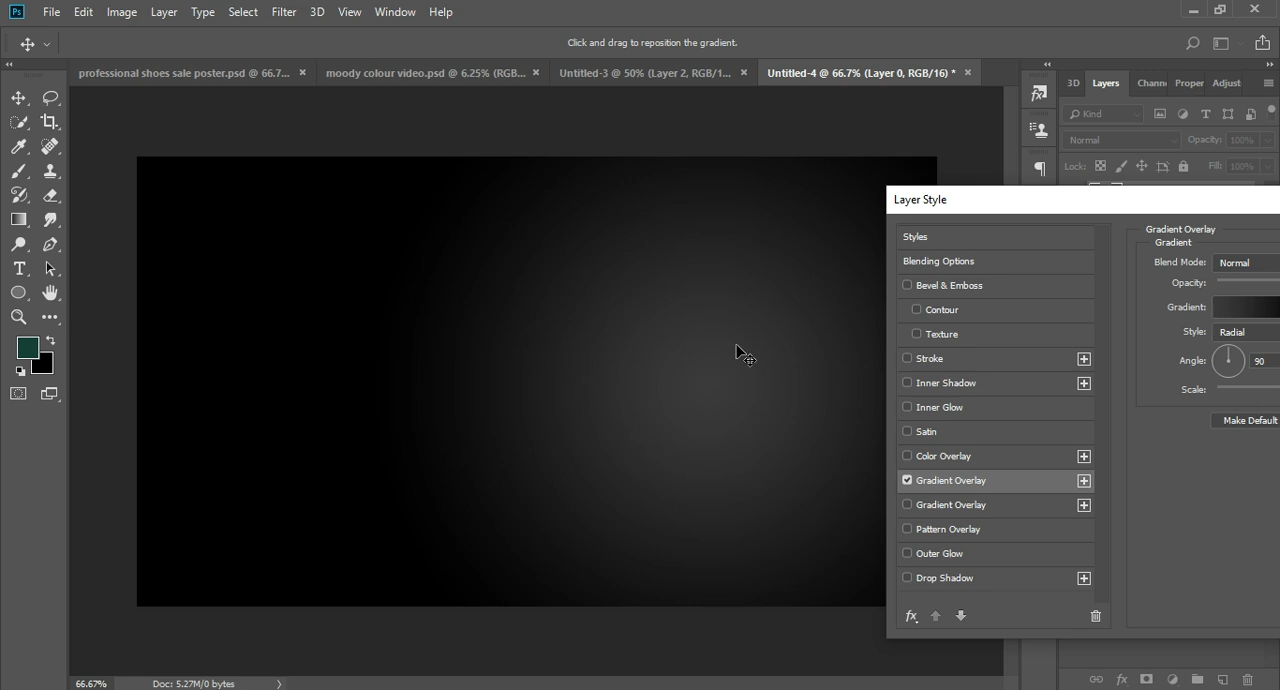 Ps File Edit Image Layer Type Select Filter 3D View Window Help
Click and drag to reposition the gradient.
professional shoes sale poster.psd @ 66.7... × moody colour video.psd @ 6.25% (RGB... × Untitled-3 @ 50% (Layer 2, RGB/1... × Untitled-4 @ 66.7% (Layer 0, RGB/16) * ×
3D Layers Chann Proper Adjust
Kind
Normal Opacity: 100%
Lock: Fill: 100%
Layer Style
Styles
Blending Options
Bevel & Emboss
Contour
Texture
Stroke
Inner Shadow
Inner Glow
Satin
Color Overlay
Gradient Overlay
Gradient Overlay
Pattern Overlay
Outer Glow
Drop Shadow
fx
Gradient Overlay
Gradient
Blend Mode: Normal
Opacity:
Gradient:
Style: Radial
Angle: 90
Scale:
Make Default
66.67% Doc: 5.27M/0 bytes